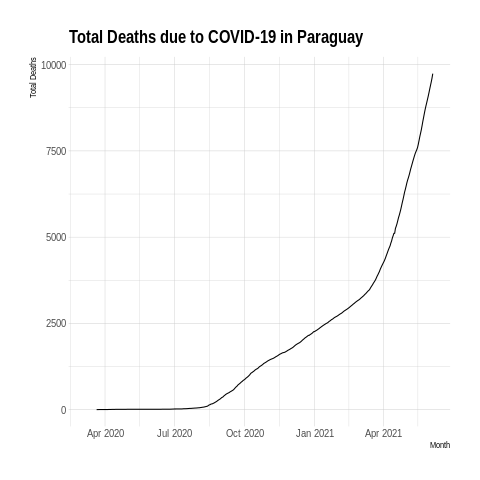 Total Deaths due to COVID-19 in Paraguay
Total Deaths
10000
7500
5000
2500
0
Apr 2020 Jul 2020 Oct 2020 Jan 2021 Apr 2021
Month